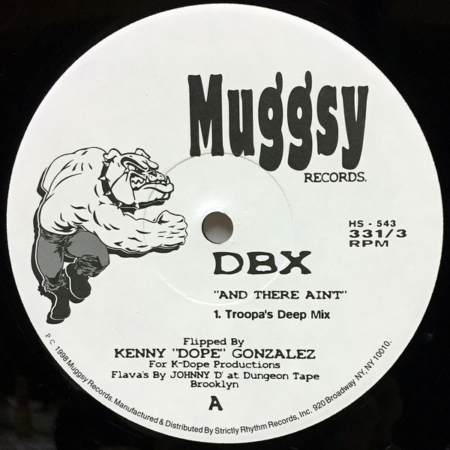 Muggsy
RECORDS.
HS - 543
33 1/3
RPM
DBX
"AND THERE AIN'T"
1. Troopa's Deep Mix
Flipped By
KENNY "DOPE" GONZALEZ
For K-Dope Productions
Flava's By JOHNNY 'D' at Dungeon Tape
Brooklyn
A
P C 1998 Muggsy Records. Manufactured & Distributed By Strictly Rhythm Records, Inc. 920 Broadway NY, NY, 10010.